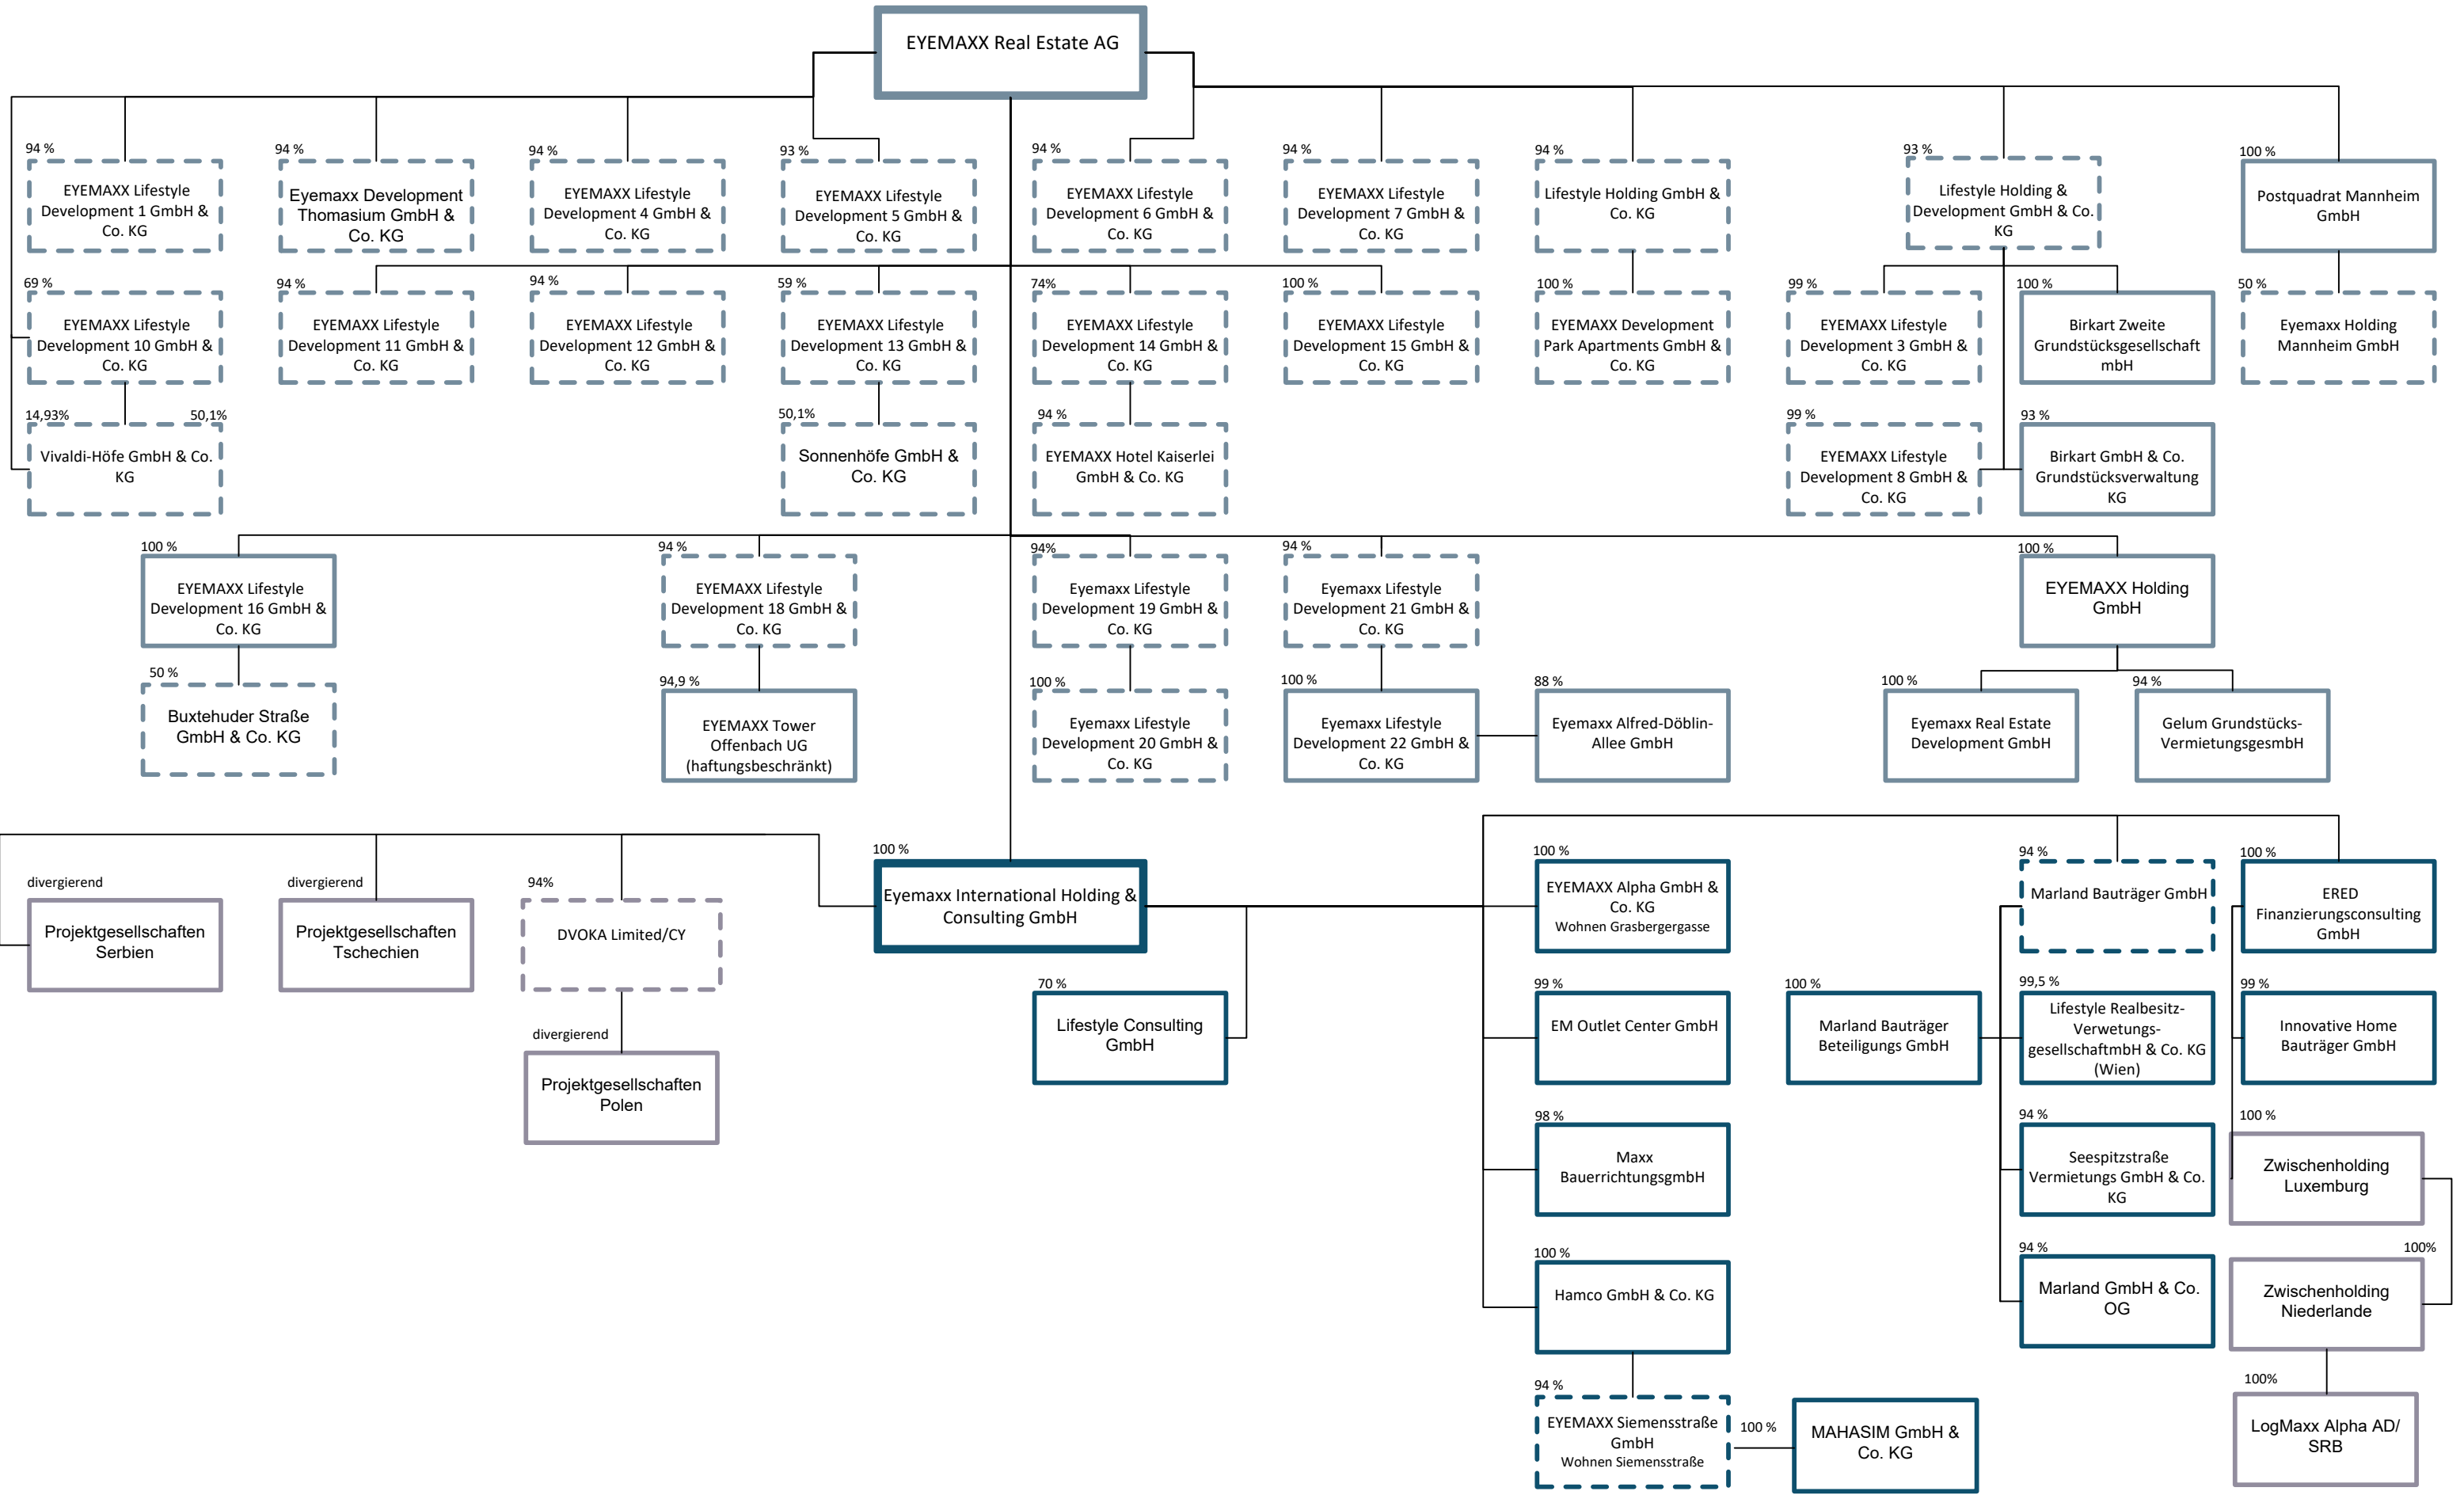 EYEMAXX Real Estate AG
94 %
EYEMAXX Lifestyle
Development 1 GmbH &
Co. KG
94 %
Eyemaxx Development
Thomasium GmbH &
Co. KG
94 %
EYEMAXX Lifestyle
Development 4 GmbH &
Co. KG
93 %
EYEMAXX Lifestyle
Development 5 GmbH &
Co. KG
94 %
EYEMAXX Lifestyle
Development 6 GmbH &
Co. KG
94 %
EYEMAXX Lifestyle
Development 7 GmbH &
Co. KG
94 %
Lifestyle Holding GmbH &
Co. KG
93 %
Lifestyle Holding &
Development GmbH & Co.
KG
100 %
Postquadrat Mannheim
GmbH
69 %
EYEMAXX Lifestyle
Development 10 GmbH &
Co. KG
94 %
EYEMAXX Lifestyle
Development 11 GmbH &
Co. KG
94 %
EYEMAXX Lifestyle
Development 12 GmbH &
Co. KG
59 %
EYEMAXX Lifestyle
Development 13 GmbH &
Co. KG
74%
EYEMAXX Lifestyle
Development 14 GmbH &
Co. KG
100 %
EYEMAXX Lifestyle
Development 15 GmbH &
Co. KG
100 %
EYEMAXX Development
Park Apartments GmbH &
Co. KG
99 %
EYEMAXX Lifestyle
Development 3 GmbH &
Co. KG
100 %
Birkart Zweite
Grundstücksgesellschaft
mbH
50 %
Eyemaxx Holding
Mannheim GmbH
14,93%
50,1%
Vivaldi-Höfe GmbH & Co.
KG
50,1%
Sonnenhöfe GmbH &
Co. KG
94 %
EYEMAXX Hotel Kaiserlei
GmbH & Co. KG
99 %
EYEMAXX Lifestyle
Development 8 GmbH &
Co. KG
93 %
Birkart GmbH & Co.
Grundstücksverwaltung
KG
100 %
EYEMAXX Lifestyle
Development 16 GmbH &
Co. KG
94 %
EYEMAXX Lifestyle
Development 18 GmbH &
Co. KG
94%
Eyemaxx Lifestyle
Development 19 GmbH &
Co. KG
94 %
Eyemaxx Lifestyle
Development 21 GmbH &
Co. KG
100 %
EYEMAXX Holding
GmbH
50 %
Buxtehuder Straße
GmbH & Co. KG
94,9 %
EYEMAXX Tower
Offenbach UG
(haftungsbeschränkt)
100 %
Eyemaxx Lifestyle
Development 20 GmbH &
Co. KG
100 %
Eyemaxx Lifestyle
Development 22 GmbH &
Co. KG
88 %
Eyemaxx Alfred-Döblin-
Allee GmbH
100 %
Eyemaxx Real Estate
Development GmbH
94 %
Gelum Grundstücks-
VermietungsgesmbH
divergierend
Projektgesellschaften
Serbien
divergierend
Projektgesellschaften
Tschechien
94%
DVOKA Limited/CY
100 %
Eyemaxx International Holding &
Consulting GmbH
100 %
EYEMAXX Alpha GmbH &
Co. KG
Wohnen Grasbergergasse
94 %
Marland Bauträger GmbH
100 %
ERED
Finanzierungsconsulting
GmbH
divergierend
Projektgesellschaften
Polen
70 %
Lifestyle Consulting
GmbH
99 %
EM Outlet Center GmbH
100 %
Marland Bauträger
Beteiligungs GmbH
99,5 %
Lifestyle Realbesitz-
Verwetungs-
gesellschaftmbH & Co. KG
(Wien)
99 %
Innovative Home
Bauträger GmbH
98 %
Maxx
BauerrichtungsgmbH
94 %
Seespitzstraße
Vermietungs GmbH & Co.
KG
100 %
Zwischenholding
Luxemburg
100 %
Hamco GmbH & Co. KG
94 %
Marland GmbH & Co.
OG
100%
Zwischenholding
Niederlande
94 %
EYEMAXX Siemensstraße
GmbH
Wohnen Siemensstraße
100 %
MAHASIM GmbH &
Co. KG
100%
LogMaxx Alpha AD/
SRB